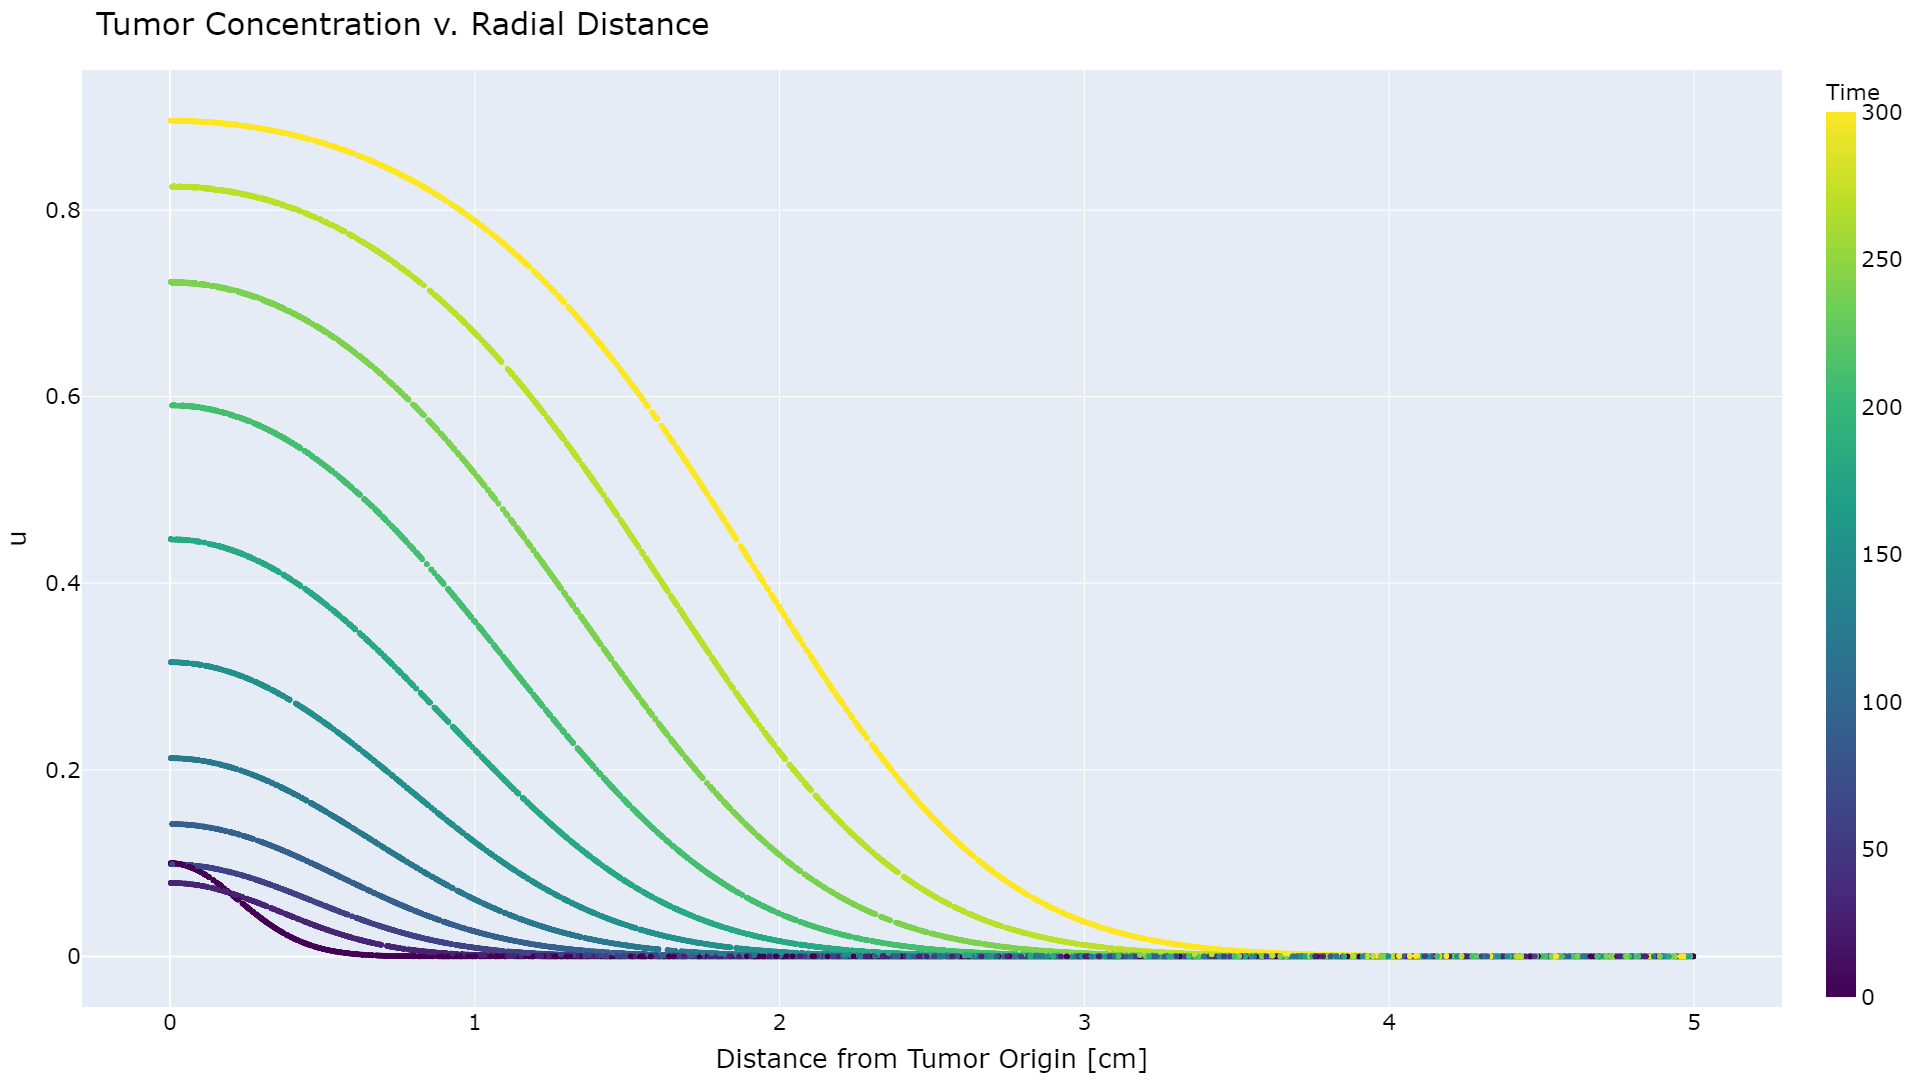 Tumor Concentration v. Radial Distance
Time
300
250
200
150
100
50
0
u
0.8
0.6
0.4
0.2
0
0 1 2 3 4 5
Distance from Tumor Origin [cm]